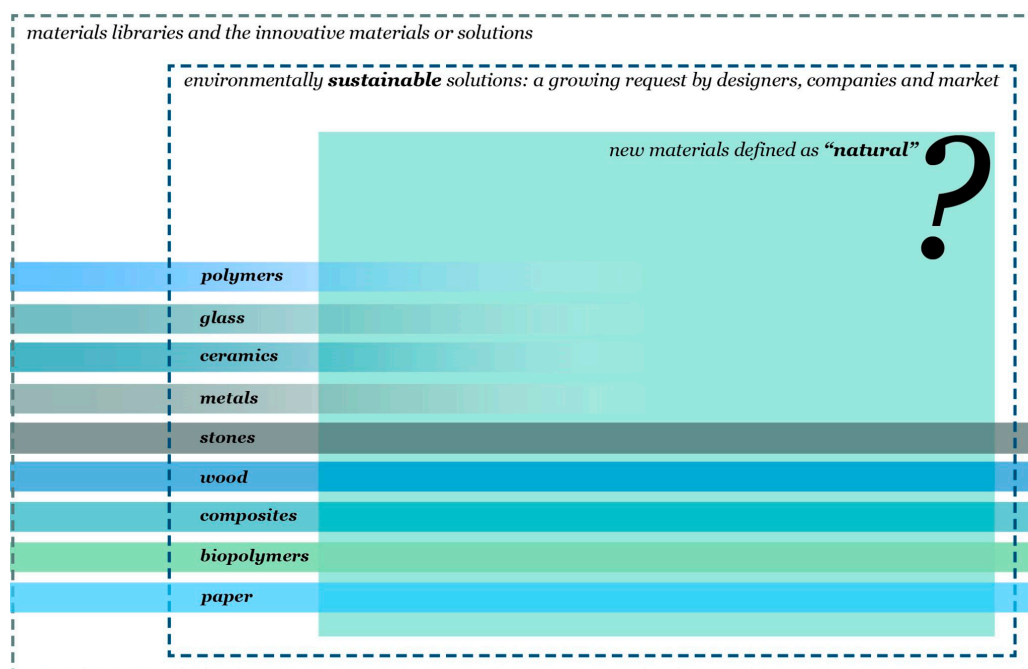 materials libraries and the innovative materials or solutions
environmentally sustainable solutions: a growing request by designers, companies and market
new materials defined as “natural”
?
polymers
glass
ceramics
metals
stones
wood
composites
biopolymers
paper